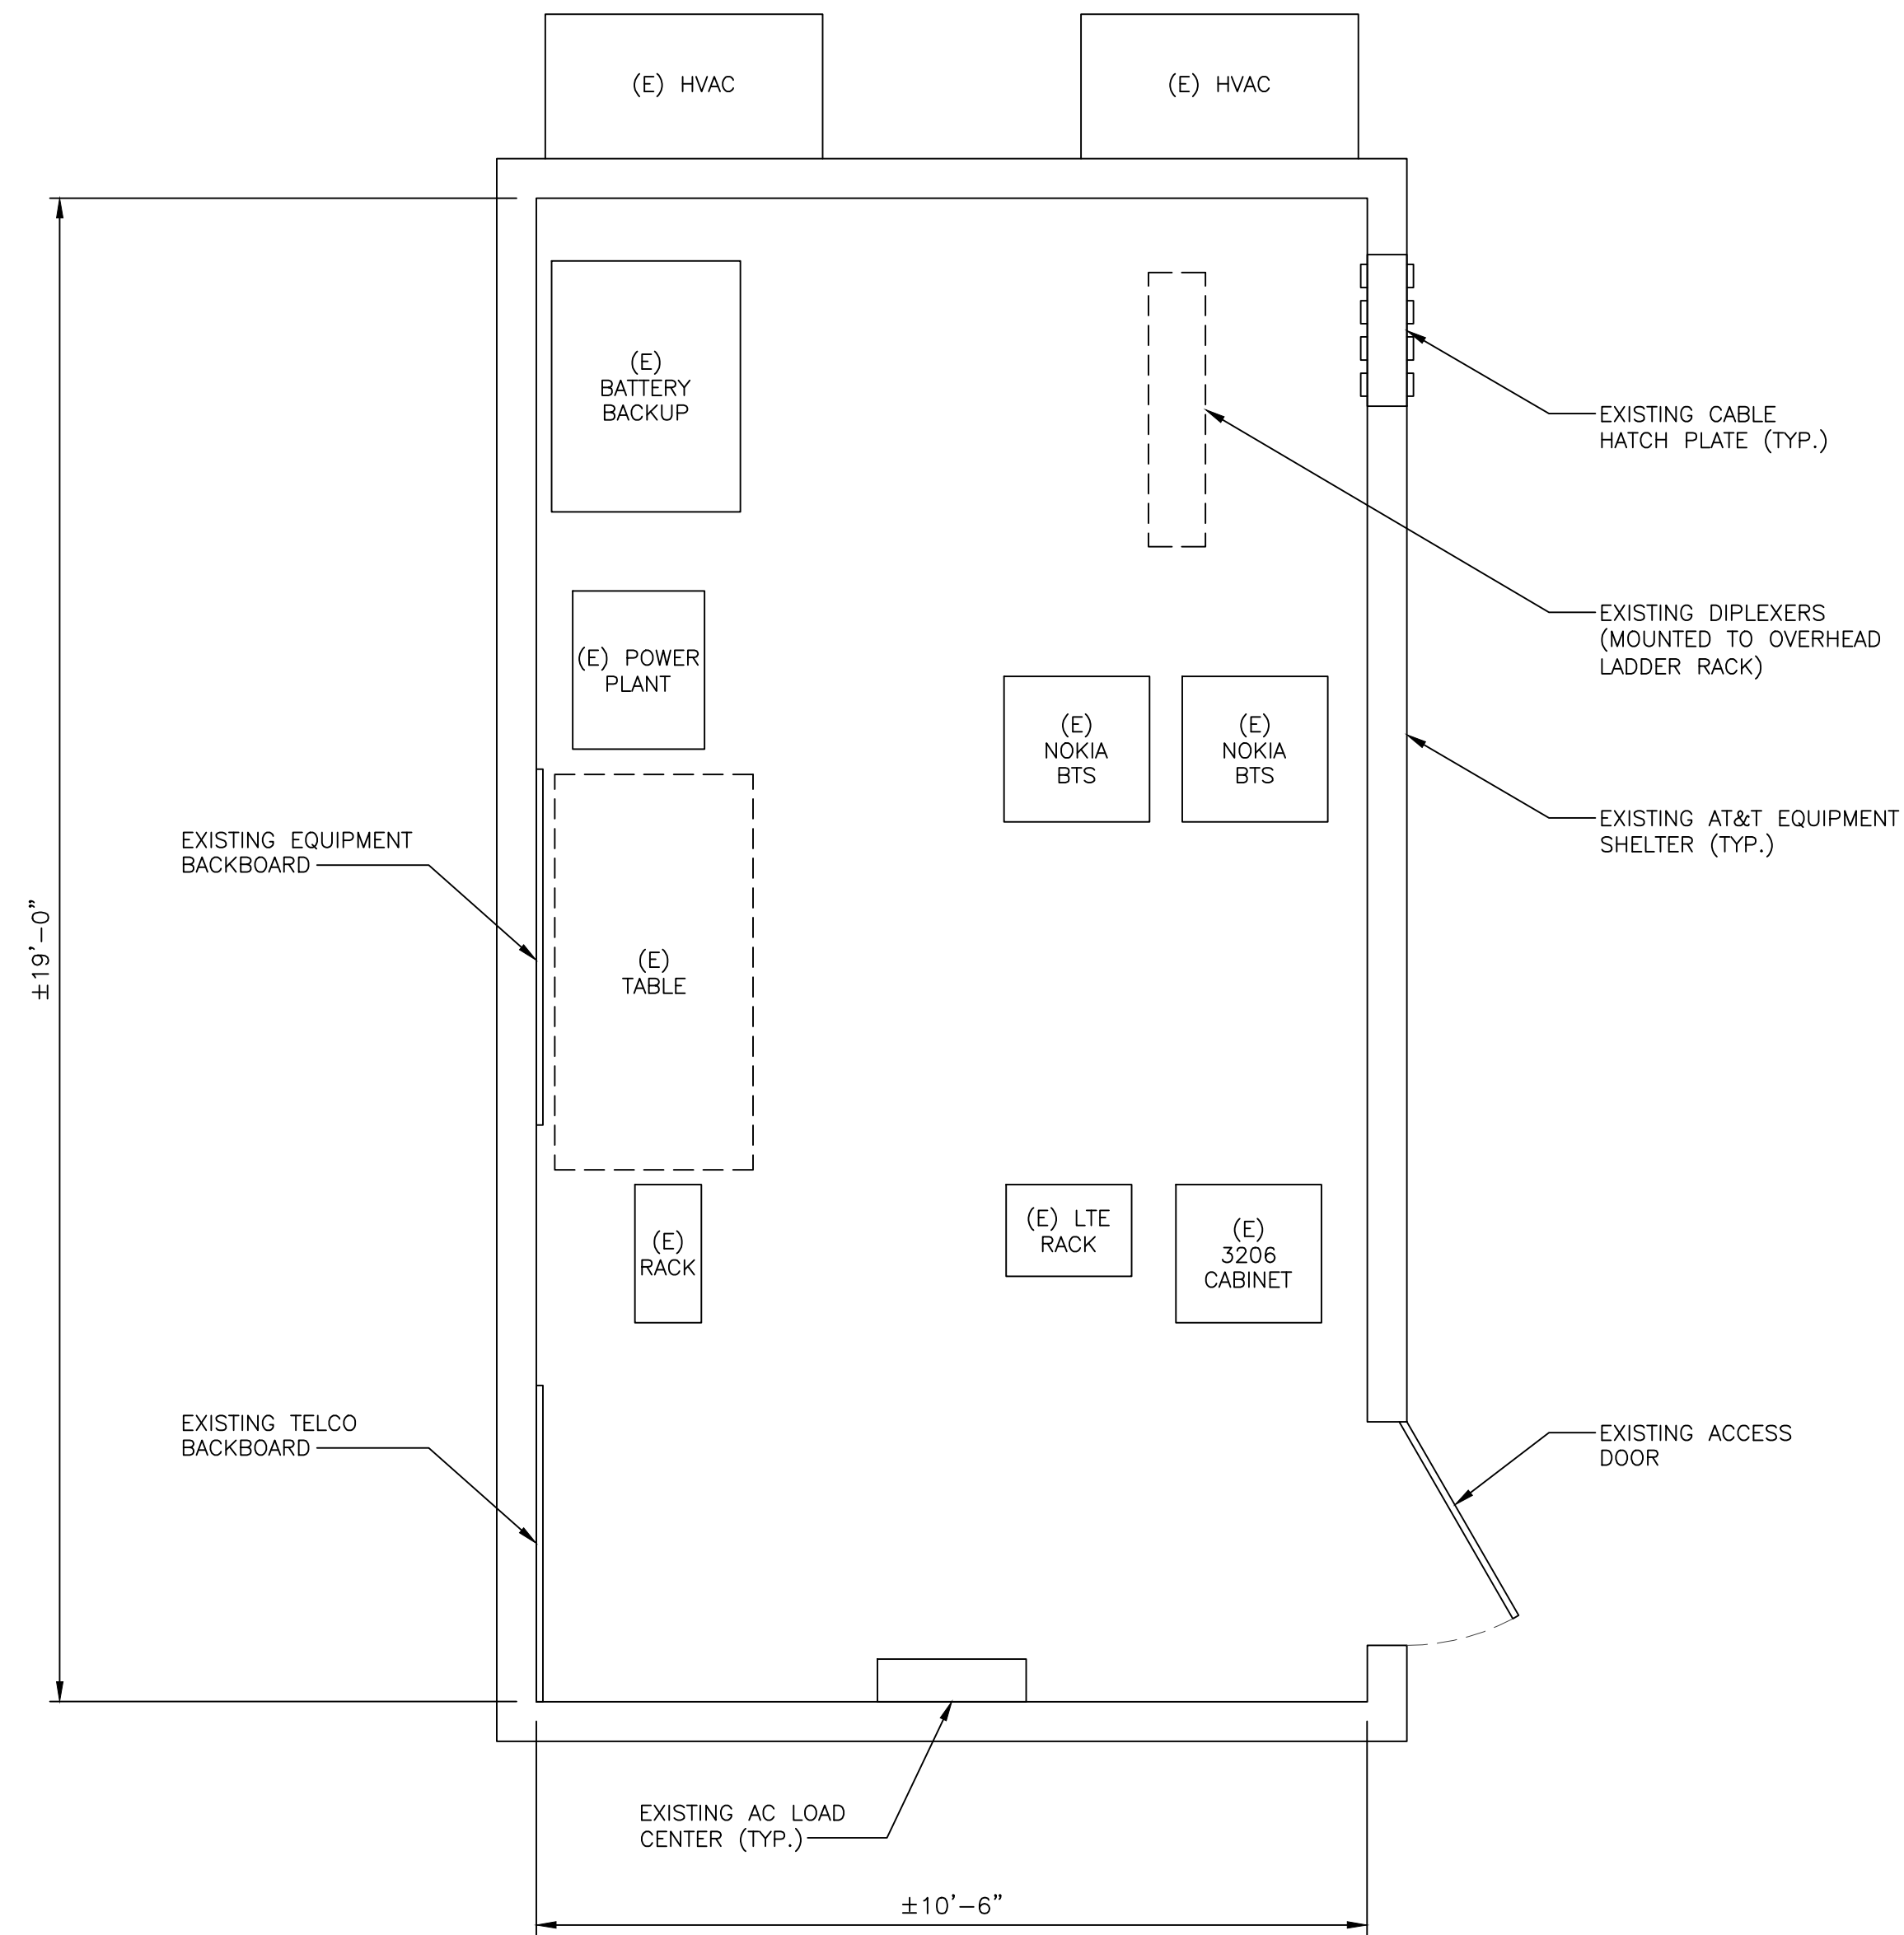 (E) HVAC
(E) HVAC
(E)
BATTERY
BACKUP
EXISTING CABLE
HATCH PLATE (TYP.)
EXISTING DIPLEXERS
(MOUNTED TO OVERHEAD
LADDER RACK)
(E) POWER
PLANT
(E)
NOKIA
BTS
(E)
NOKIA
BTS
EXISTING AT&T EQUIPMENT
SHELTER (TYP.)
EXISTING EQUIPMENT
BACKBOARD
±19'-0"
(E)
TABLE
(E)
RACK
(E) LTE
RACK
(E)
3206
CABINET
EXISTING TELCO
BACKBOARD
EXISTING ACCESS
DOOR
EXISTING AC LOAD
CENTER (TYP.)
±10'-6"